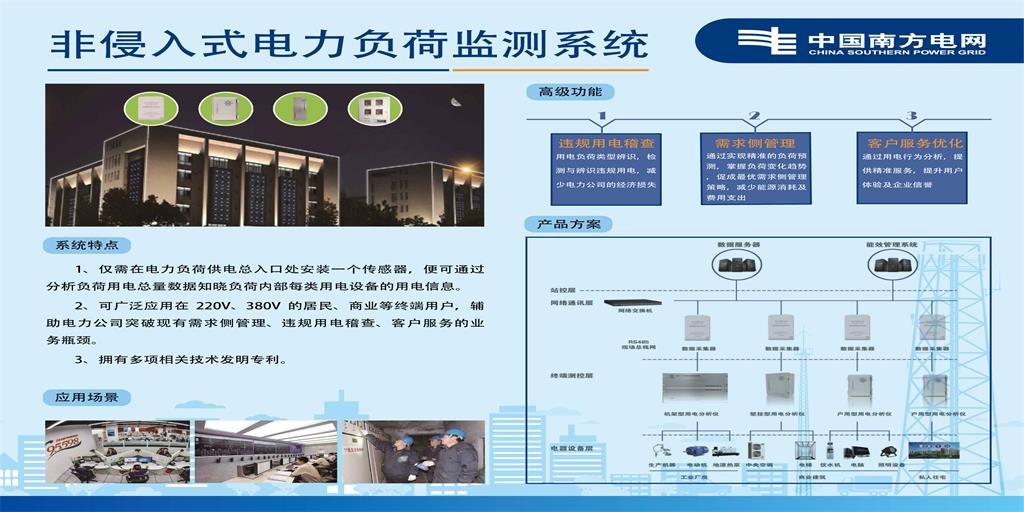 非侵入式电力负荷监测系统
中国南方电网
CHINA SOUTHERN POWER GRID
系统特点
1、 仅需在电力负荷供电总入口处安装一个传感器，便可通过
分析负荷用电总量数据知晓负荷内部每类用电设备的用电信息。
2、 可广泛应用在 220V、380V 的居民、商业等终端用户，辅
助电力公司突破现有需求侧管理、违规用电稽查、客户服务的业
务瓶颈。
3、 拥有多项相关技术发明专利。
应用场景
95598
高级功能
1
2
3
违规用电稽查
用电负荷类型辨识，检
测与辨识违规用电，减
少电力公司的经济损失
需求侧管理
通过实现精准的负荷预
测，掌握负荷变化趋势
，促成最优需求侧管理
策略，减少能源消耗及
费用支出
客户服务优化
通过用电行为分析，提
供精准服务，提升用户
体验及企业信誉
产品方案
数据服务器
能效管理系统
站控层
网络通讯层
网络交换机
RS485
现场总线网
数据采集器
数据采集器
数据采集器
数据采集器
终端测控层
机架型用电分析仪
壁挂型用电分析仪
户用型用电分析仪
户用型用电分析仪
电器设备层
生产机器
电动机
地源热泵
中央空调
电梯
饮水机
电脑
照明设备
工业厂房
商业建筑
私人住宅